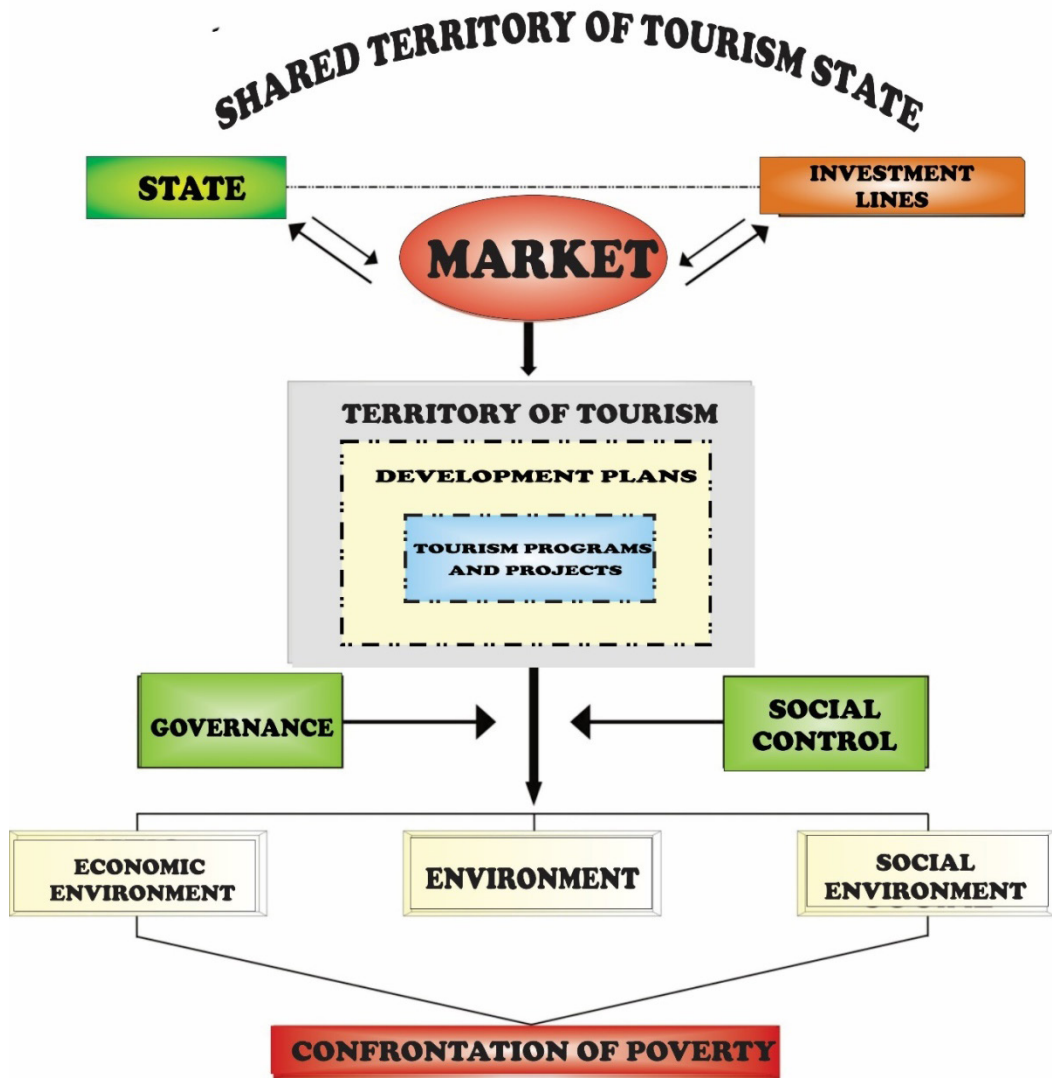 SHARED TERRITORY OF TOURISM STATE
STATE
INVESTMENT
LINES
MARKET
TERRITORY OF TOURISM
DEVELOPMENT PLANS
TOURISM PROGRAMS
AND PROJECTS
GOVERNANCE
SOCIAL
CONTROL
ECONOMIC
ENVIRONMENT
ENVIRONMENT
SOCIAL
ENVIRONMENT
CONFRONTATION OF POVERTY